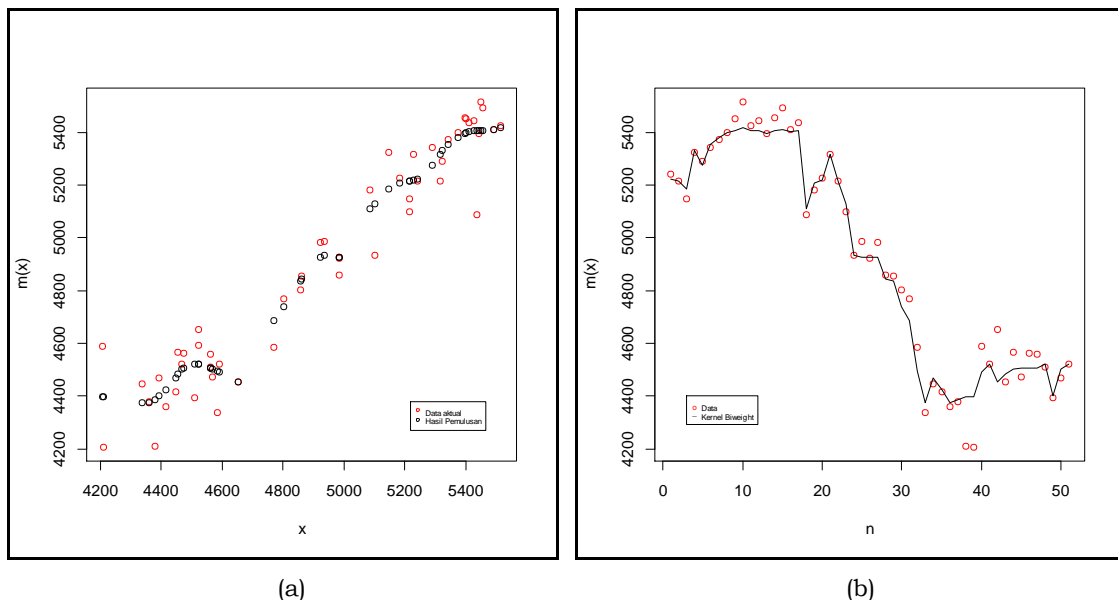 m(x)
5400
5200
5000
4800
4600
4400
4200
4200 4400 4600 4800 5000 5200 5400
x
Data aktual
Hasil Pemulusan
(a)
m(x)
5400
5200
5000
4800
4600
4400
4200
0 10 20 30 40 50
n
Data
Kernel Biweight
(b)